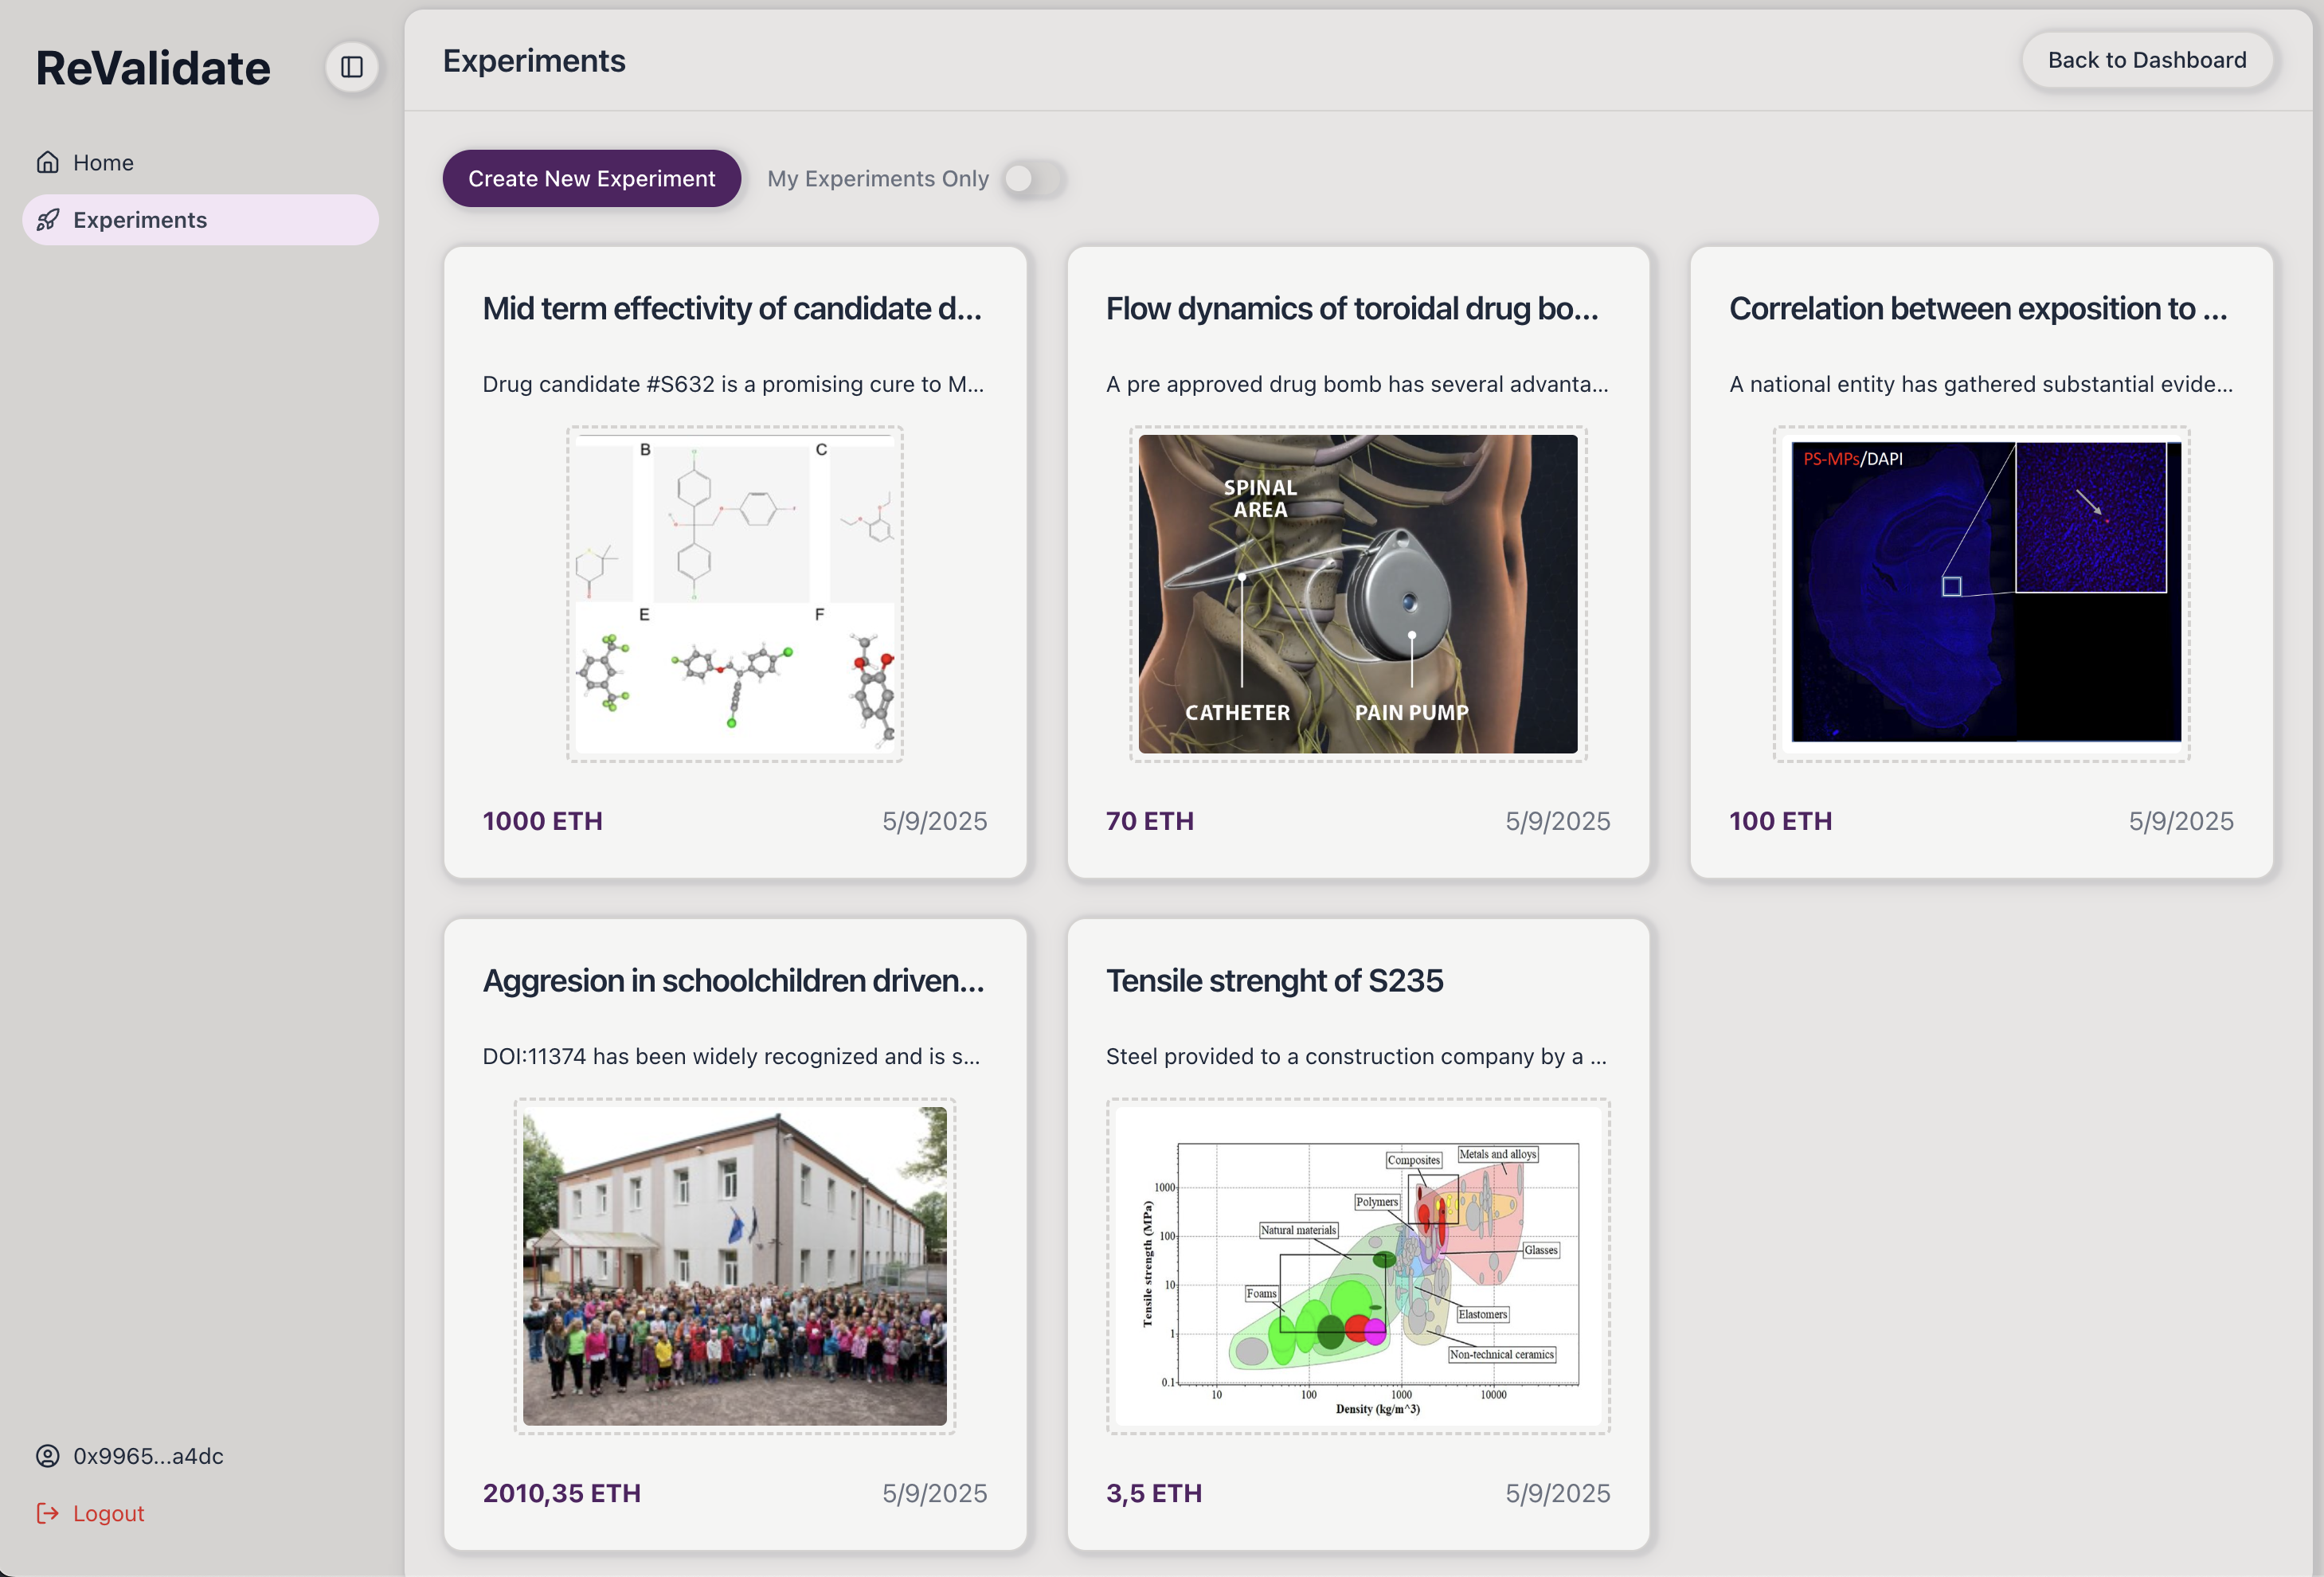 ReValidate
Home
Experiments
0x9965...a4dc
Logout
Experiments
Back to Dashboard
Create New Experiment
My Experiments Only
Mid term effectivity of candidate d...
Drug candidate #S632 is a promising cure to M...
B
C
E
F
1000 ETH
5/9/2025
Flow dynamics of toroidal drug bo...
A pre approved drug bomb has several advanta...
SPINAL
AREA
CATHETER
PAIN PUMP
70 ETH
5/9/2025
Correlation between exposition to ...
A national entity has gathered substantial evide...
PS-MPs/DAPI
100 ETH
5/9/2025
Aggresion in schoolchildren driven...
DOI:11374 has been widely recognized and is s...
2010,35 ETH
5/9/2025
Tensile strenght of S235
Steel provided to a construction company by a ...
Metals and alloys
Composites
Polymers
Natural materials
Glasses
Foams
Elastomers
Non-technical ceramics
Tensile strength (MPa)
1000
100
10
1
0.1
10
100
1000
10000
Density (kg/m^3)
3,5 ETH
5/9/2025